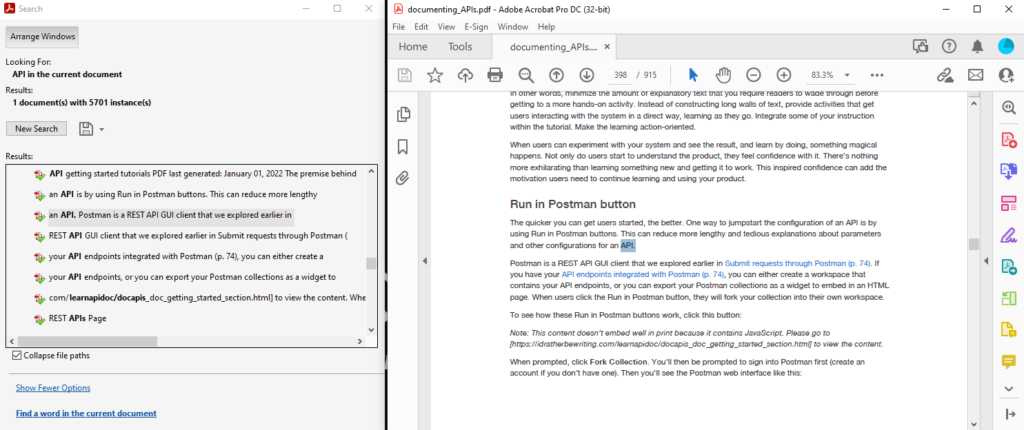 Search
Arrange Windows
Looking For:
API in the current document
Results:
1 document(s) with 5701 instance(s)
New Search
Results:
API getting started tutorials PDF last generated: January 01, 2022 The premise behind
an API is by using Run in Postman buttons. This can reduce more lengthy
an API. Postman is a REST API GUI client that we explored earlier in
REST API GUI client that we explored earlier in Submit requests through Postman (
your API endpoints integrated with Postman (p. 74), you can either create a
your API endpoints, or you can export your Postman collections as a widget to
com/learnapidoc/docapis_doc_getting_started_section.html] to view the content. Whe
REST APIs Page
Collapse file paths
Show Fewer Options
Find a word in the current document
documenting_APIs.pdf - Adobe Acrobat Pro DC (32-bit)
File Edit View E-Sign Window Help
Home Tools documenting_APIs.... ×
398 / 915 83.3%
In other words, minimize the amount of explanatory text that you require readers to wade through before
getting to a more hands-on activity. Instead of constructing long walls of text, provide activities that get
users interacting with the system in a direct way, learning as they go. Integrate some of your instruction
within the tutorial. Make the learning action-oriented.
When users can experiment with your system and see the result, and learn by doing, something magical
happens. Not only do users start to understand the product, they feel confidence with it. There's nothing
more exhilarating than learning something new and getting it to work. This inspired confidence can add the
motivation users need to continue learning and using your product.
Run in Postman button
The quicker you can get users started, the better. One way to jumpstart the configuration of an API is by
using Run in Postman buttons. This can reduce more lengthy and tedious explanations about parameters
and other configurations for an API.
Postman is a REST API GUI client that we explored earlier in Submit requests through Postman (p. 74). If
you have your API endpoints integrated with Postman (p. 74), you can either create a workspace that
contains your API endpoints, or you can export your Postman collections as a widget to embed in an HTML
page. When users click the Run in Postman button, they will fork your collection into their own workspace.
To see how these Run in Postman buttons work, click this button:
Note: This content doesn't embed well in print because it contains JavaScript. Please go to
[https://idratherbewriting.com/learnapidoc/docapis_doc_getting_started_section.html] to view the content.
When prompted, click Fork Collection. You'll then be prompted to sign into Postman first (create an
account if you don't have one). Then you'll see the Postman web interface like this: